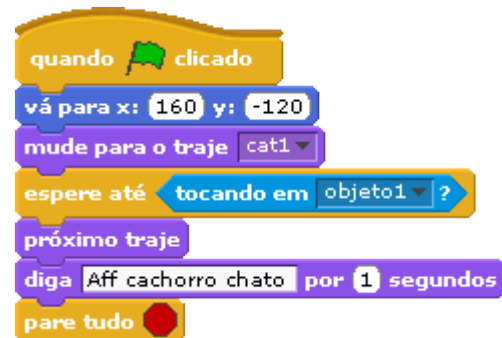 quando clicado
vá para x: 160 y: -120
mude para o traje cat1
espere até tocando em objeto1 ?
próximo traje
diga Aff cachorro chato por 1 segundos
pare tudo